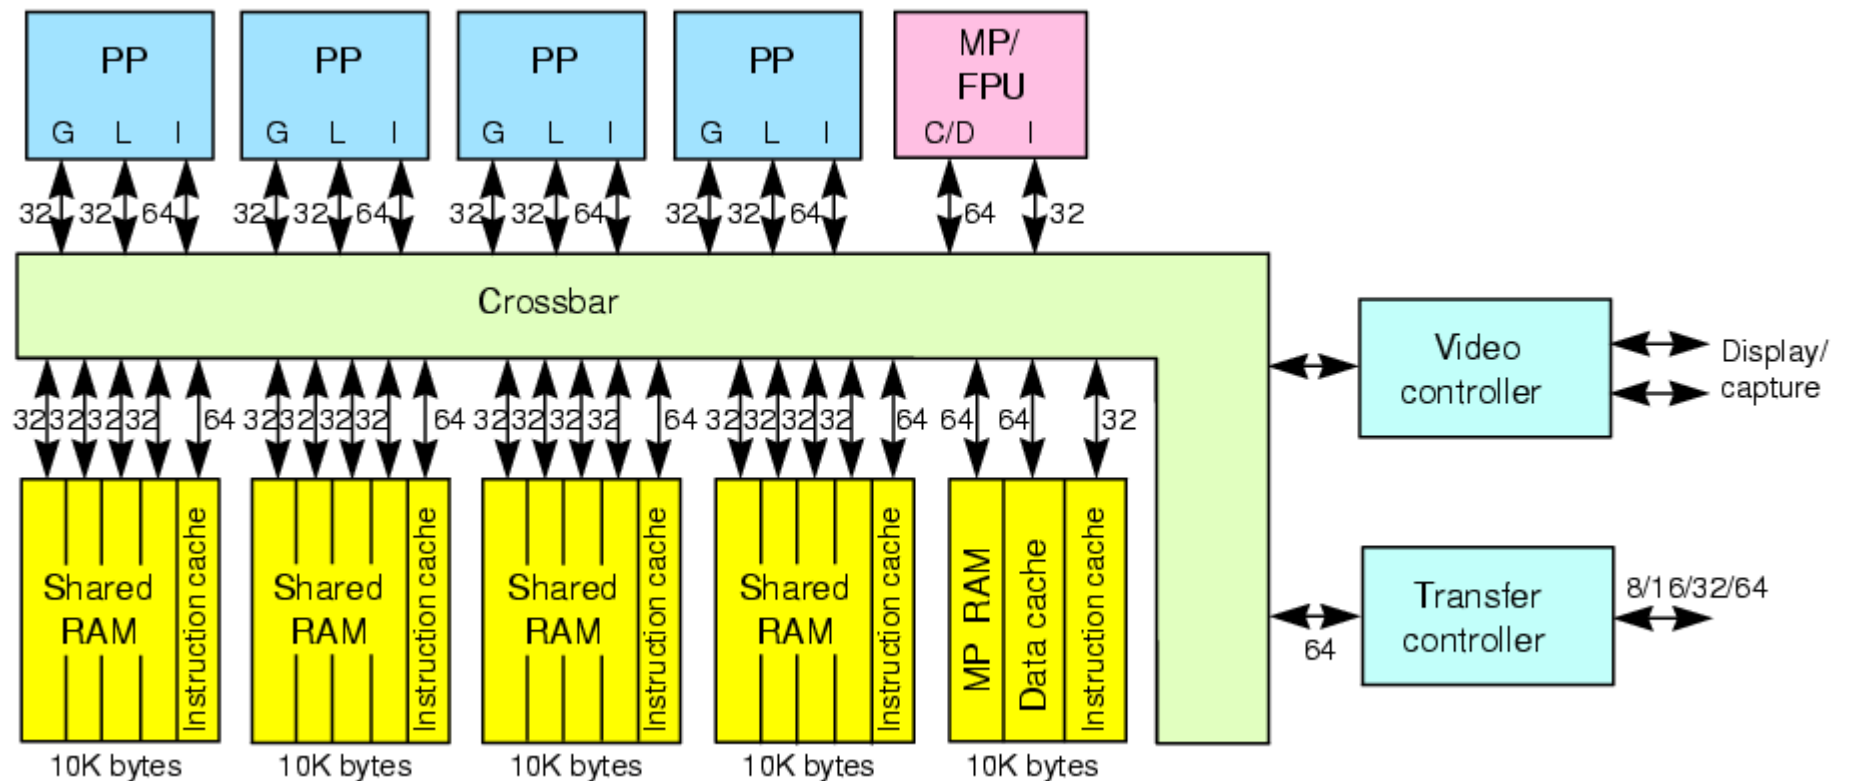 PP PP PP PP MP/
FPU
G L I G L I G L I G L I C/D I
32 32 64 32 32 64 32 32 64 32 32 64 64 32
Crossbar
Video
controller
Display/
capture
32 32 32 32 64 32 32 32 32 64 32 32 32 32 64 32 32 32 32 64 64 64 32
Shared
RAM
Instruction cache
Shared
RAM
Instruction cache
Shared
RAM
Instruction cache
Shared
RAM
Instruction cache
MP RAM
Data cache
Instruction cache
Transfer
controller
64
8/16/32/64
10K bytes 10K bytes 10K bytes 10K bytes 10K bytes